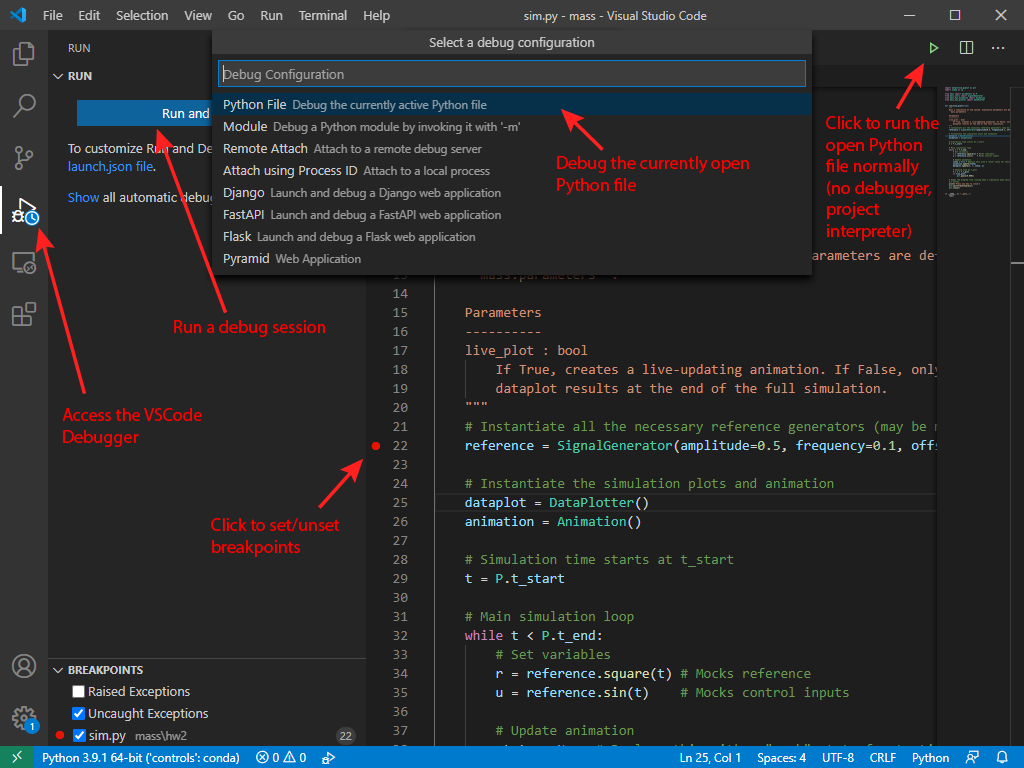 File Edit Selection View Go Run Terminal Help
sim.py - mass - Visual Studio Code
RUN
RUN
Run and
To customize Run and De
launch.json file.
Show all automatic debug
Select a debug configuration
Debug Configuration
Python File Debug the currently active Python file
Module Debug a Python module by invoking it with '-m'
Remote Attach Attach to a remote debug server
Attach using Process ID Attach to a local process
Django Launch and debug a Django web application
FastAPI Launch and debug a FastAPI web application
Flask Launch and debug a Flask web application
Pyramid Web Application
Debug the currently open
Python file
Click to run the
open Python
file normally
(no debugger,
project
interpreter)
Run a debug session
Access the VSCode
Debugger
Click to set/unset
breakpoints
arameters are de
13 mass.parameters
14
15 Parameters
16 ----------
17 live_plot : bool
18 If True, creates a live-updating animation. If False, only
19 dataplot results at the end of the full simulation.
20 """
21 # Instantiate all the necessary reference generators (may be
22 reference = SignalGenerator(amplitude=0.5, frequency=0.1, offs
23
24 # Instantiate the simulation plots and animation
25 dataplot = DataPlotter()
26 animation = Animation()
27
28 # Simulation time starts at t_start
29 t = P.t_start
30
31 # Main simulation loop
32 while t < P.t_end:
33 # Set variables
34 r = reference.square(t) # Mocks reference
35 u = reference.sin(t) # Mocks control inputs
36
37 # Update animation
BREAKPOINTS
Raised Exceptions
Uncaught Exceptions
sim.py mass\hw2 22
1
Python 3.9.1 64-bit ('controls': conda) 0 0
Ln 25, Col 1 Spaces: 4 UTF-8 CRLF Python